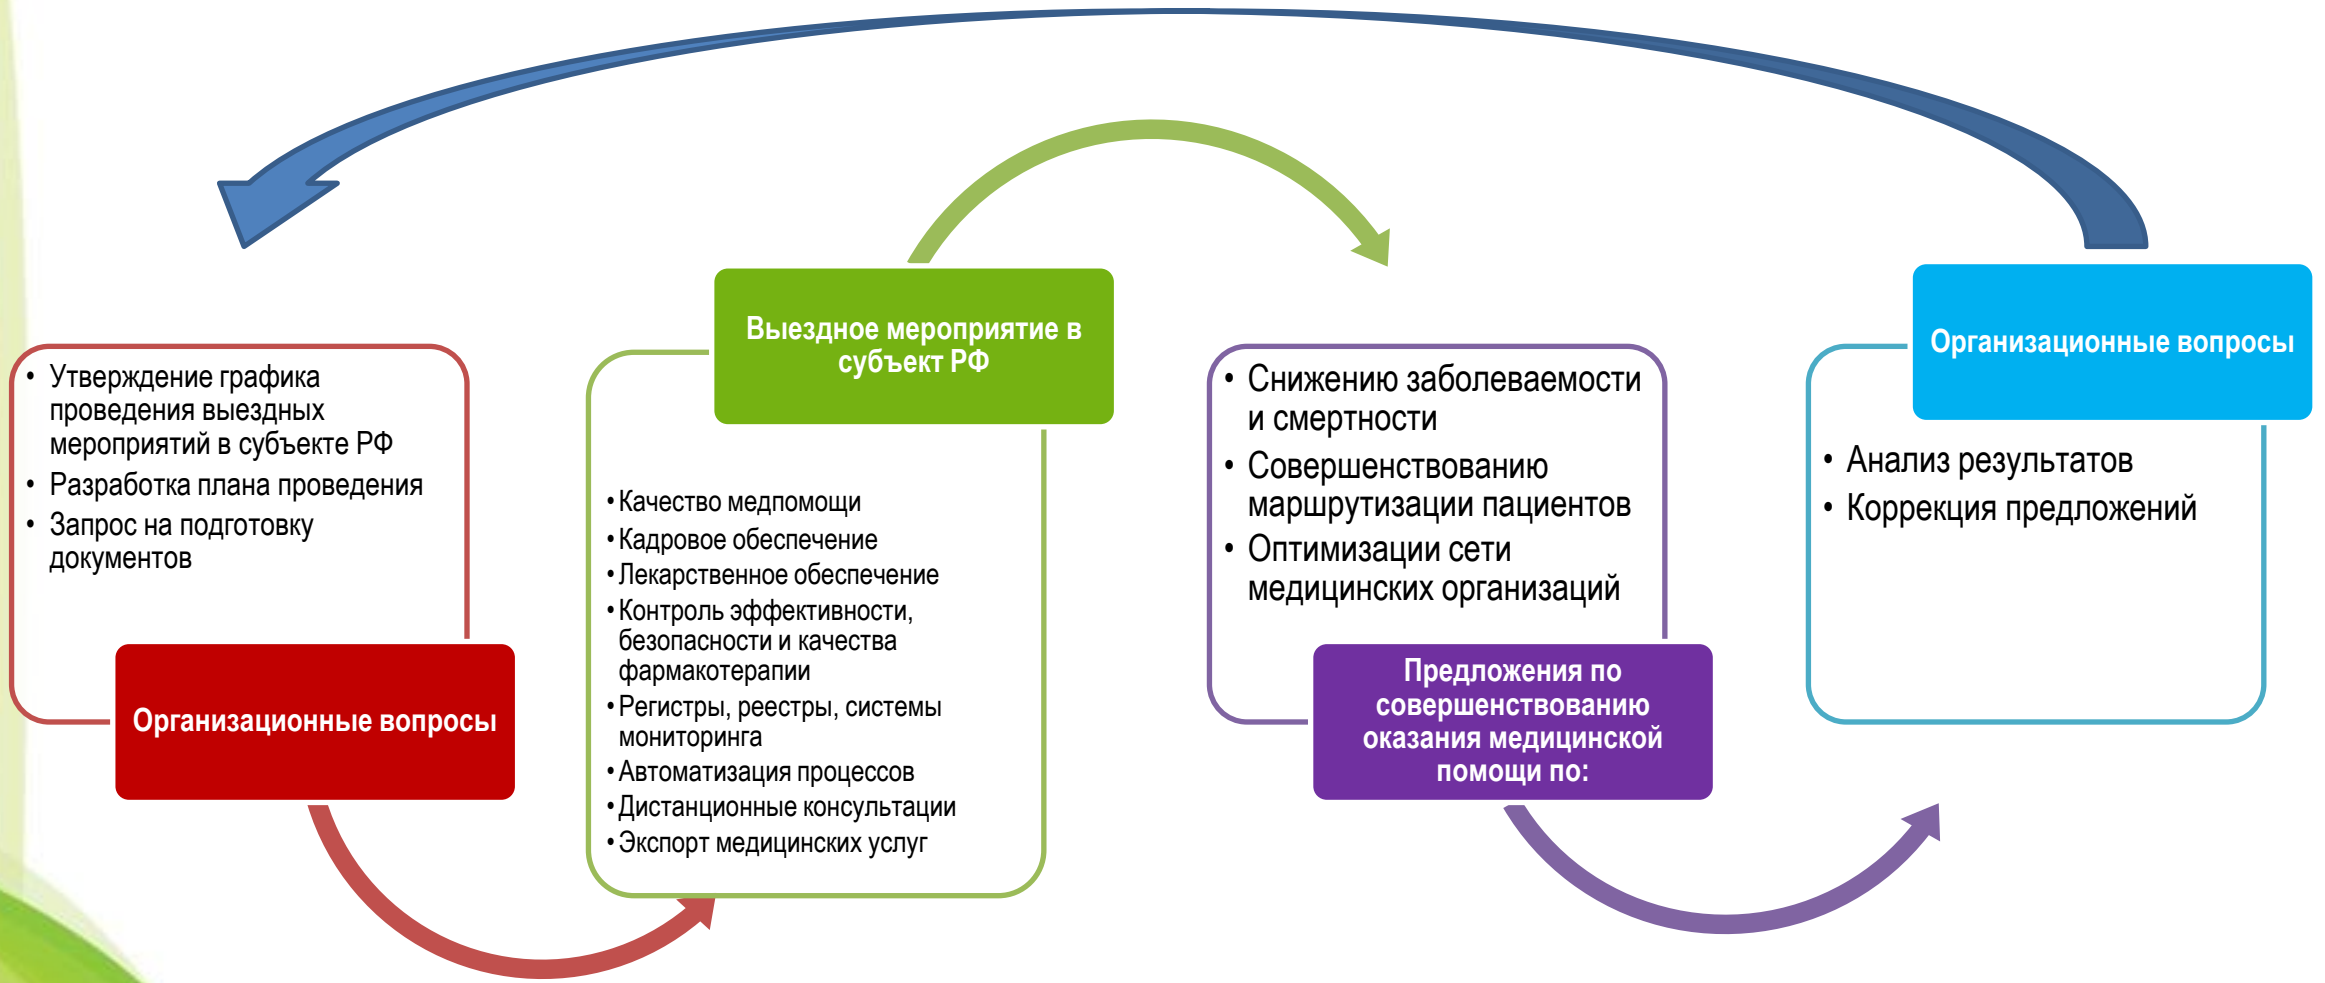 • Утверждение графика
проведения выездных
мероприятий в субъекте РФ
• Разработка плана проведения
• Запрос на подготовку
документов
Организационные вопросы
Выездное мероприятие в
субъект РФ
• Качество медпомощи
• Кадровое обеспечение
• Лекарственное обеспечение
• Контроль эффективности,
безопасности и качества
фармакотерапии
• Регистры, реестры, системы
мониторинга
• Автоматизация процессов
• Дистанционные консультации
• Экспорт медицинских услуг
• Снижению заболеваемости
и смертности
• Совершенствованию
маршрутизации пациентов
• Оптимизации сети
медицинских организаций
Предложения по
совершенствованию
оказания медицинской
помощи по:
Организационные вопросы
• Анализ результатов
• Коррекция предложений